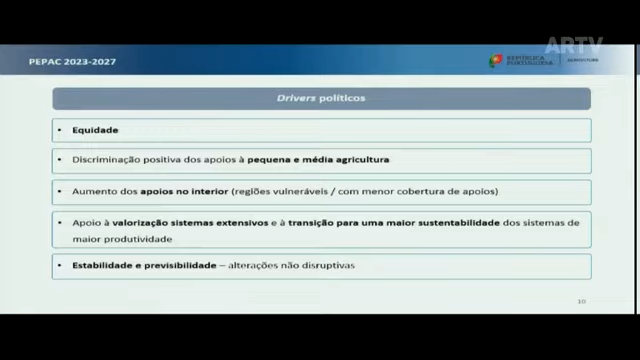 ARTV
PEPAC 2023-2027
REPÚBLICA
PORTUGUESA
AGRICULTURA
Drivers políticos
• Equidade
• Discriminação positiva dos apoios à pequena e média agricultura
• Aumento dos apoios no interior (regiões vulneráveis / com menor cobertura de apoios)
• Apoio à valorização sistemas extensivos e à transição para uma maior sustentabilidade dos sistemas de
maior produtividade
• Estabilidade e previsibilidade – alterações não disruptivas
10